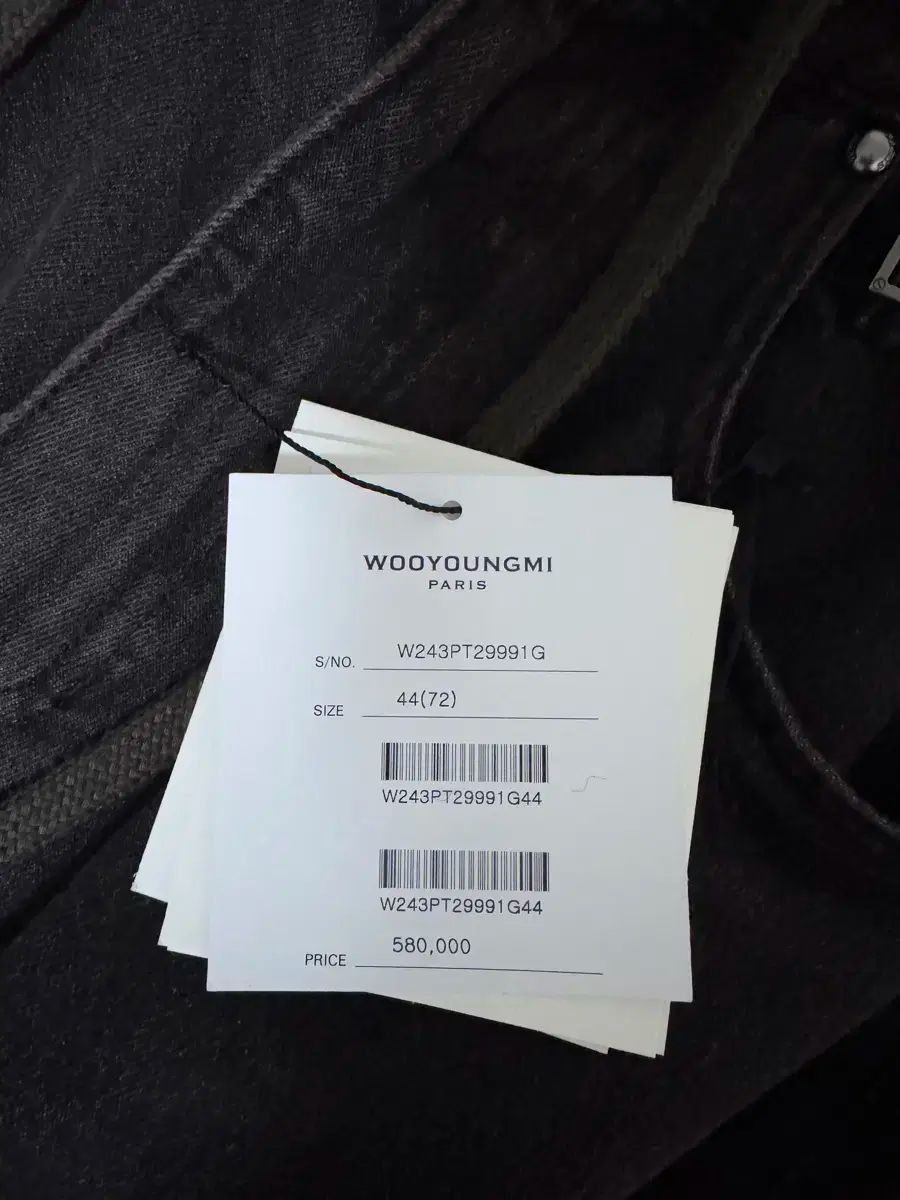 WOOYOUNGMI
PARIS
S/NO. W243PT29991G
SIZE 44(72)
W243PT29991G44
W243PT29991G44
PRICE 580,000